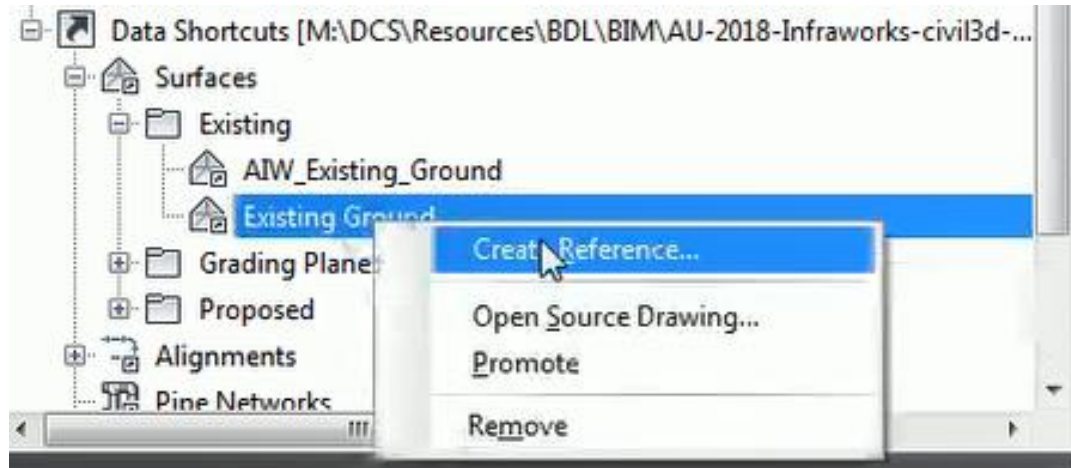 Data Shortcuts [M:\DCS\Resources\BDL\BIM\AU-2018-Infraworks-civil3d-...
Surfaces
Existing
AIW_Existing_Ground
Existing Ground
Create Reference...
Grading Plane
Open Source Drawing...
Proposed
Promote
Alignments
Pipe Networks
Remove